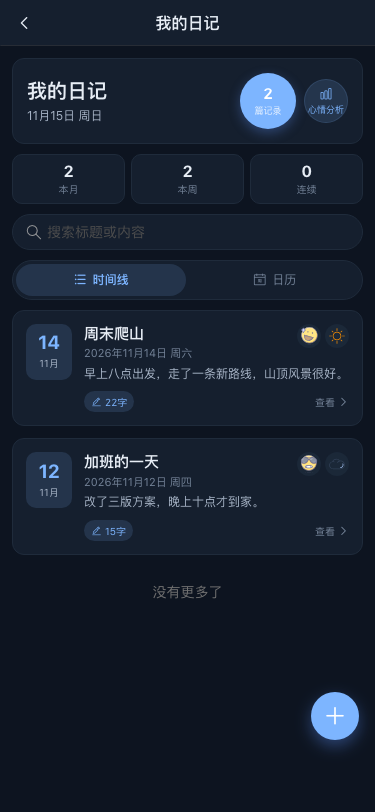 我的日记
我的日记
11月15日 周日
2
篇记录
心情分析
2
本月
2
本周
0
连续
搜索标题或内容
时间线
日历
14
11月
周末爬山
2026年11月14日 周六
早上八点出发，走了一条新路线，山顶风景很好。
22字
查看
12
11月
加班的一天
2026年11月12日 周四
改了三版方案，晚上十点才到家。
15字
查看
没有更多了